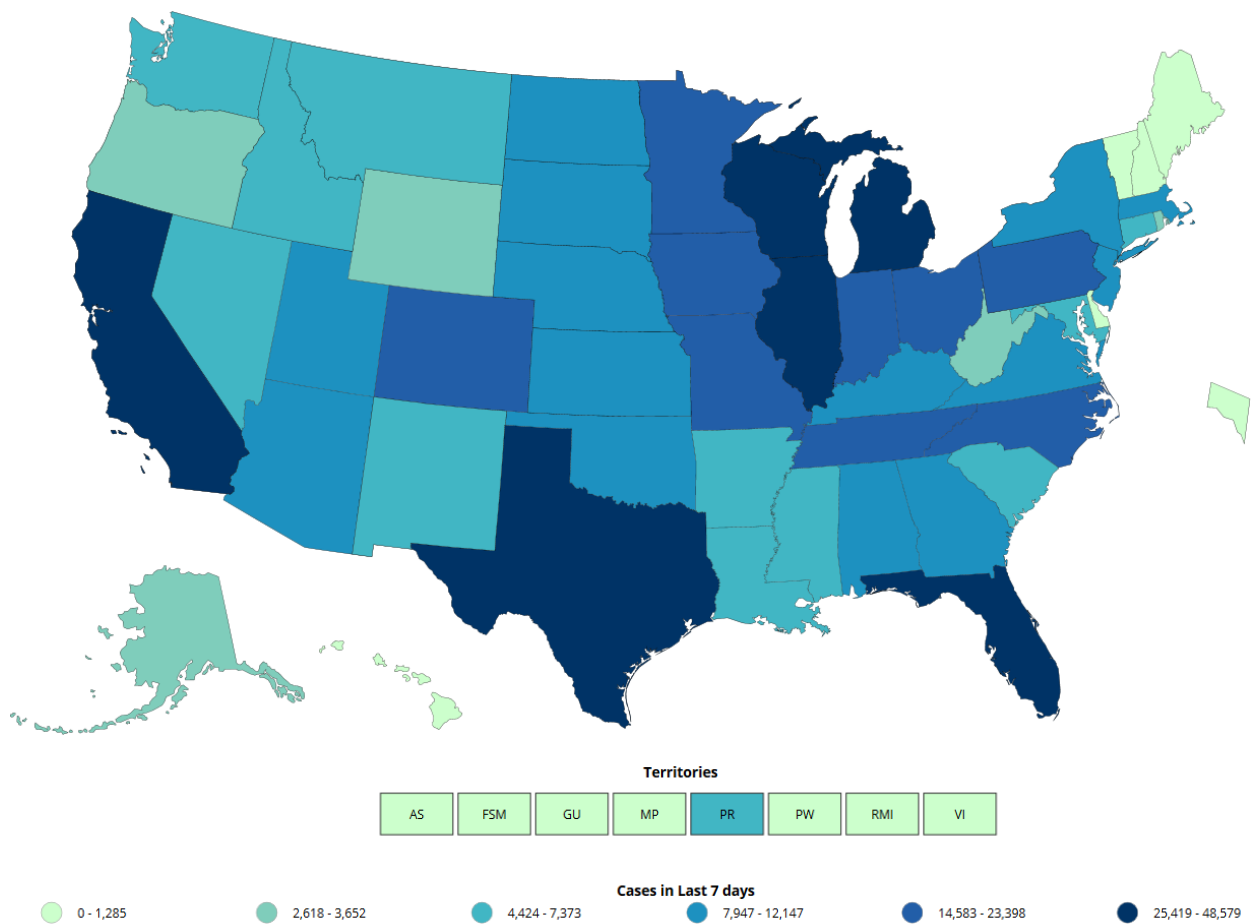 Territories
AS FSM GU MP PR PW RMI VI
Cases in Last 7 days
0 - 1,285 2,618 - 3,652 4,424 - 7,373 7,947 - 12,147 14,583 - 23,398 25,419 - 48,579